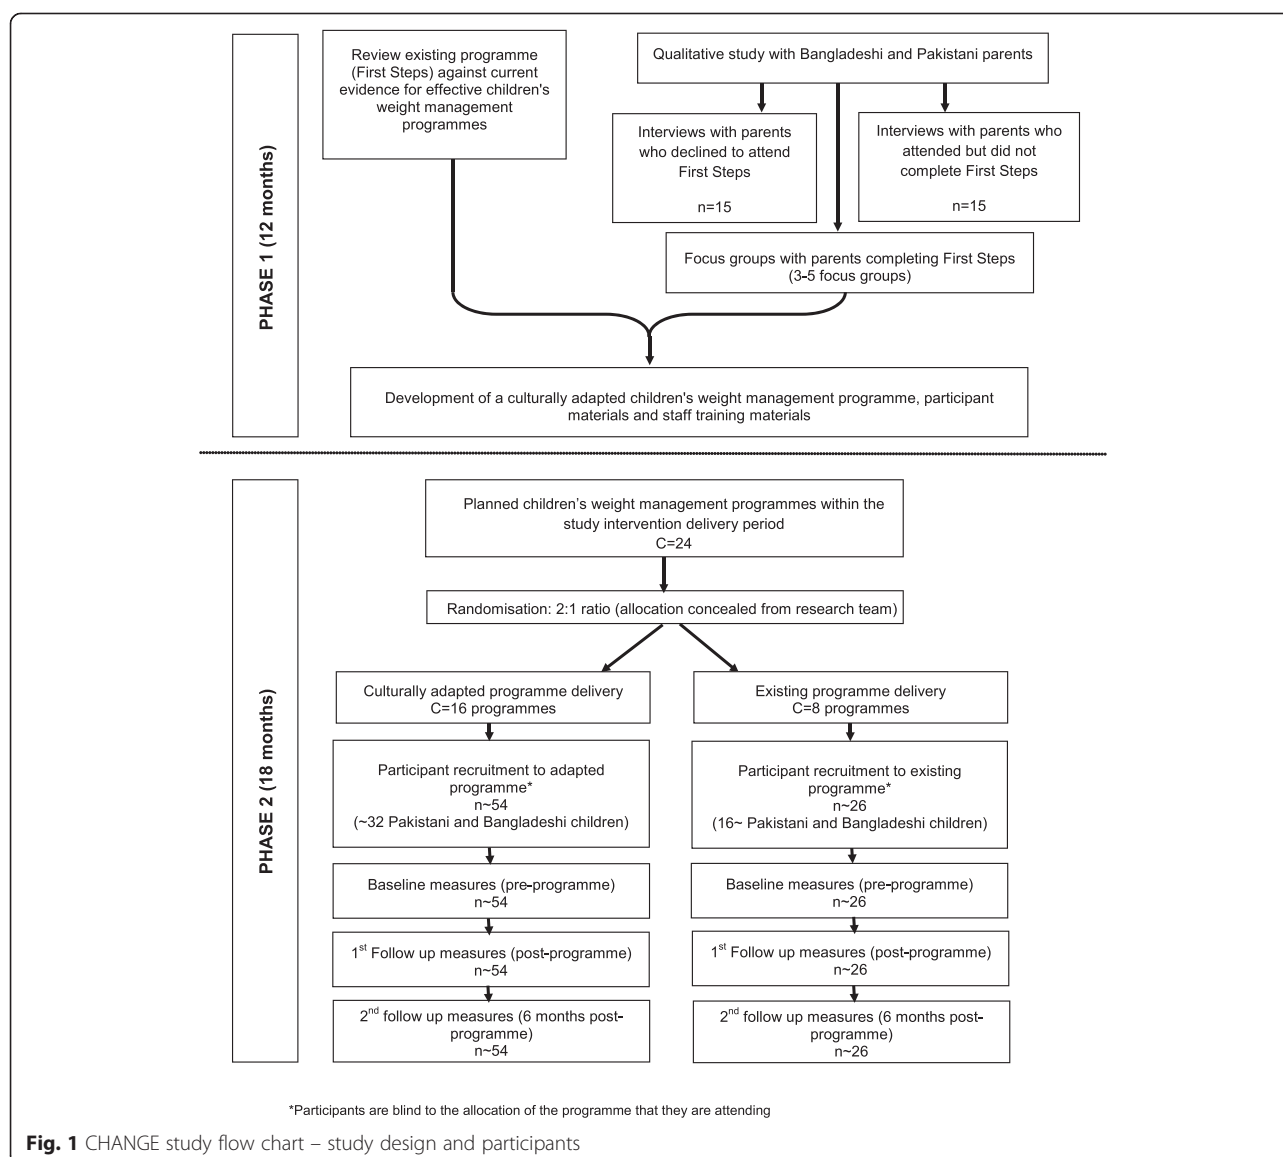 PHASE 1 (12 months)
Review existing programme
(First Steps) against current
evidence for effective children's
weight management
programmes
Qualitative study with Bangladeshi and Pakistani parents
Interviews with parents
who declined to attend
First Steps
n=15
Interviews with parents who
attended but did not
complete First Steps
n=15
Focus groups with parents completing First Steps
(3-5 focus groups)
Development of a culturally adapted children's weight management programme, participant
materials and staff training materials
PHASE 2 (18 months)
Planned children’s weight management programmes within the
study intervention delivery period
C=24
Randomisation: 2:1 ratio (allocation concealed from research team)
Culturally adapted programme delivery
C=16 programmes
Existing programme delivery
C=8 programmes
Participant recruitment to adapted
programme*
n~54
(~32 Pakistani and Bangladeshi children)
Participant recruitment to existing
programme*
n~26
(16~ Pakistani and Bangladeshi children)
Baseline measures (pre-programme)
n~54
Baseline measures (pre-programme)
n~26
1st Follow up measures (post-programme)
n~54
1st Follow up measures (post-programme)
n~26
2nd follow up measures (6 months post-
programme)
n~54
2nd follow up measures (6 months post-
programme)
n~26
*Participants are blind to the allocation of the programme that they are attending
Fig. 1 CHANGE study flow chart – study design and participants